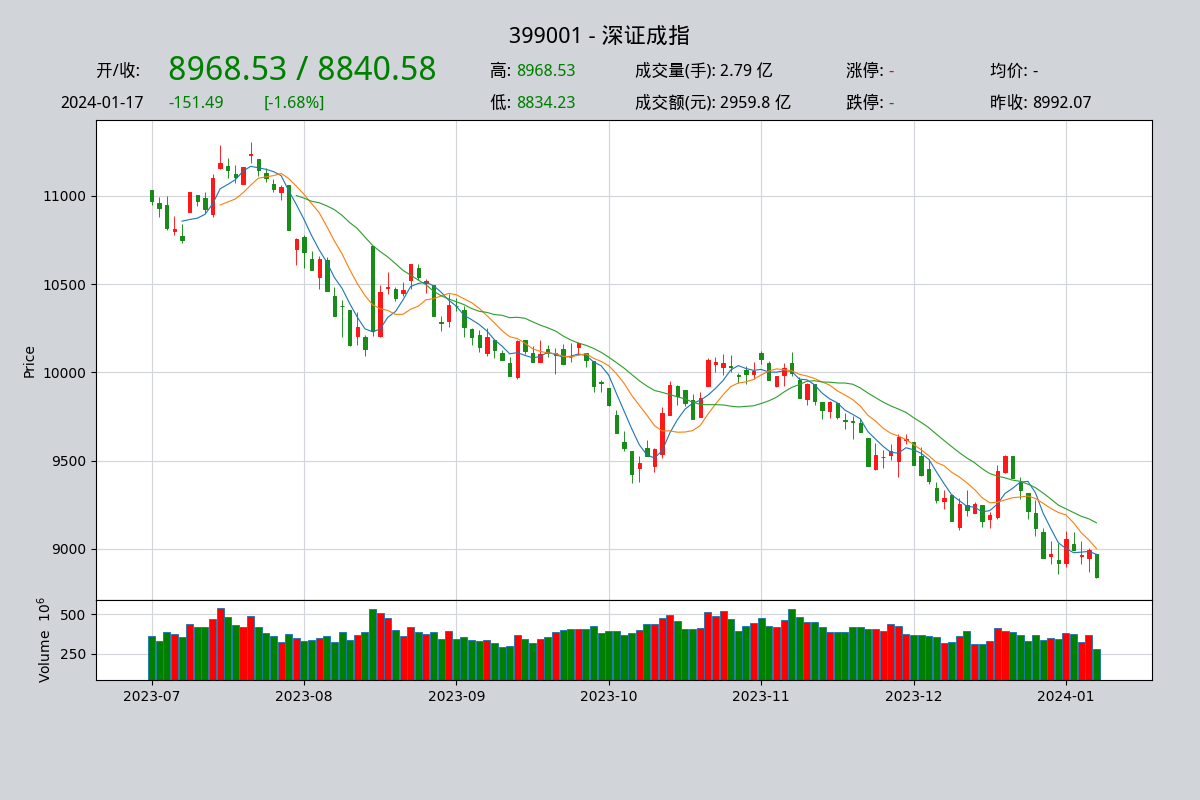 399001 - 深证成指
开/收: 8968.53 / 8840.58 高: 8968.53 成交量(手): 2.79 亿 涨停: - 均价: -
2024-01-17 -151.49 [-1.68%] 低: 8834.23 成交额(元): 2959.8 亿 跌停: - 昨收: 8992.07
11000
10500
10000
9500
9000
Price
500
250
Volume 10^6
2023-07 2023-08 2023-09 2023-10 2023-11 2023-12 2024-01